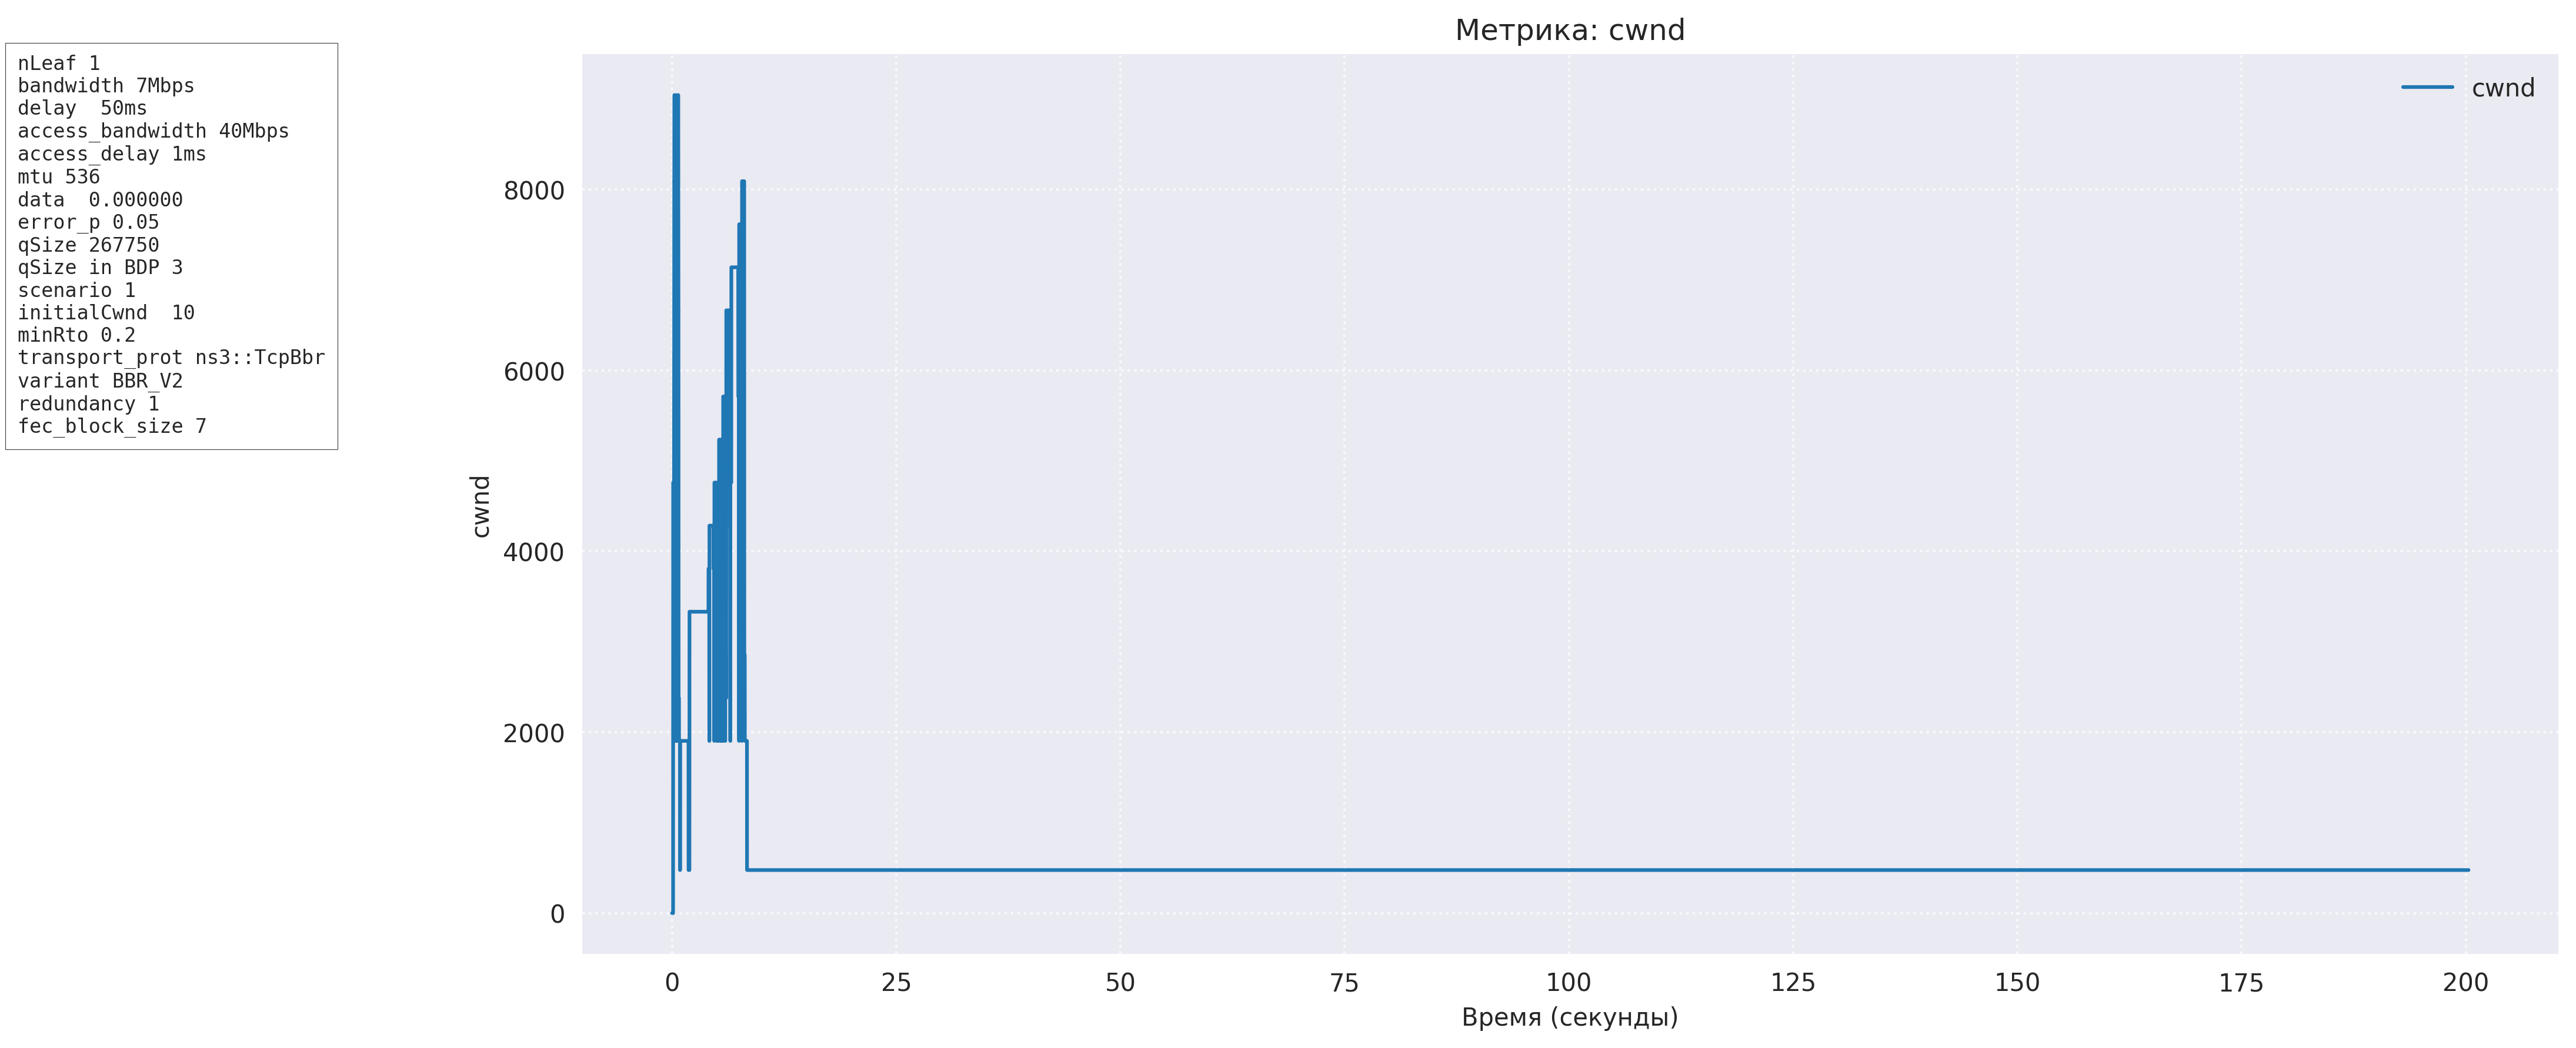 Метрика: cwnd
nLeaf 1
bandwidth 7Mbps
delay  50ms
access_bandwidth 40Mbps
access_delay 1ms
mtu 536
data  0.000000
error_p 0.05
qSize 267750
qSize in BDP 3
scenario 1
initialCwnd  10
minRto 0.2
transport_prot ns3::TcpBbr
variant BBR_V2
redundancy 1
fec_block_size 7
cwnd
cwnd
8000
6000
4000
2000
0
0 25 50 75 100 125 150 175 200
Время (секунды)